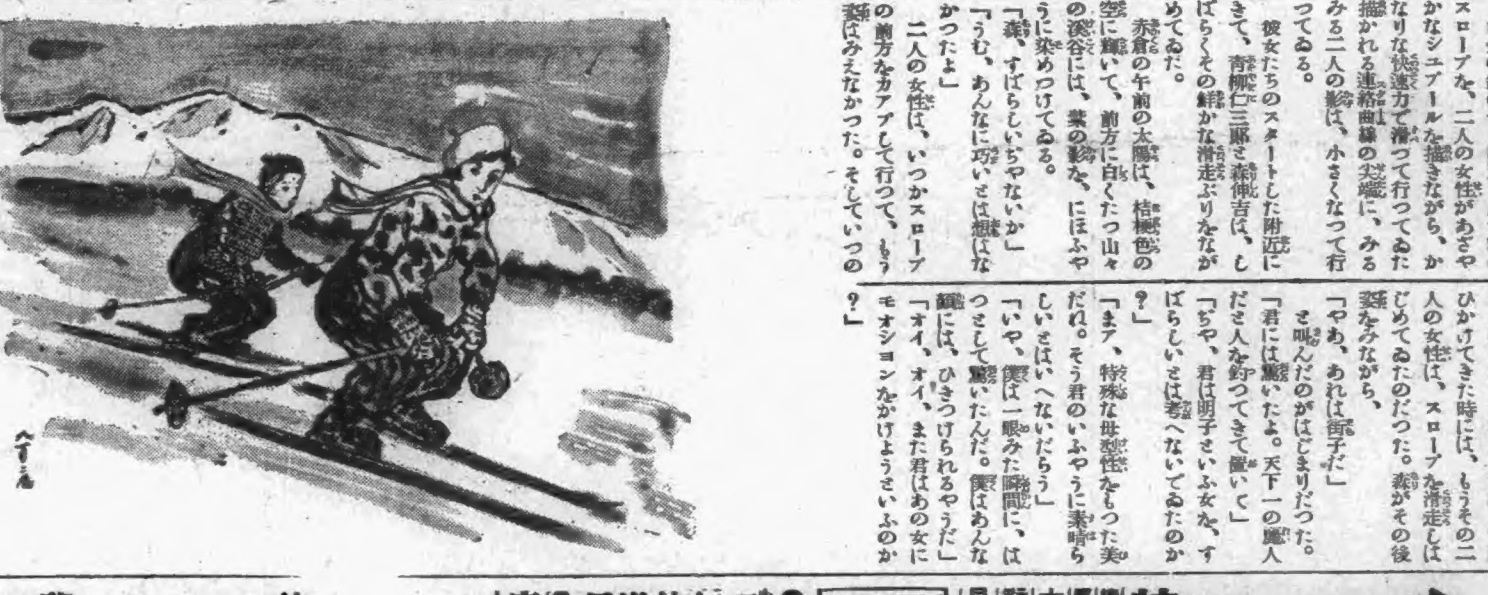 スロープを、二人の女性があざや
かなシユプールを描きながら、か
なりな快速力で滑つて行つてゐた
描かれる連絡曲線の尖端に、みる
みる二人の影は、小さくなつて行
つてゐる。
彼女たちのスタートした附近に
きて、青柳仁三郎と森伸吉は、し
ばらくその鮮かな滑走ぶりをなが
めてゐだ。
赤倉の午前の太陽は、桔梗色の
空に輝いて、前方に白くたつ山々
の渓谷には、葉の影を、にほふや
うに染めつけてゐる。
「森、すばらしいぢやないか」
「うむ、あんなに巧いとは想はな
かつたよ」
二人の女性は、いつかスロープ
の前方をカアブして行つて、もう
姿はみえなかつた。そしていつの
ひかけてきた時には、もうその二
人の女性は、スロープを滑走しは
じめてゐたのだつた。森がその後
姿をみながら、
「やあ、あれは街子だ」
と叫んだのがはじまりだつた。
「君には驚いたよ。天下一の麗人
だと人を釣つてきて置いて」
「ぢや、君は明子といふ女を、す
ばらしいとは考へないでゐたのか
?」
「まア、特殊な母型性をもつた美
だれ。そう君のいふやうに素晴ら
しいとはいへないだらう」
「いや、僕は一眼みた瞬間に、は
つとして驚いたんだ。僕はあんな
顔には、ひきつけられるやうだ」
「オイ、オイ、また君はあの女に
モオシヨンをかけようといふのか
?」